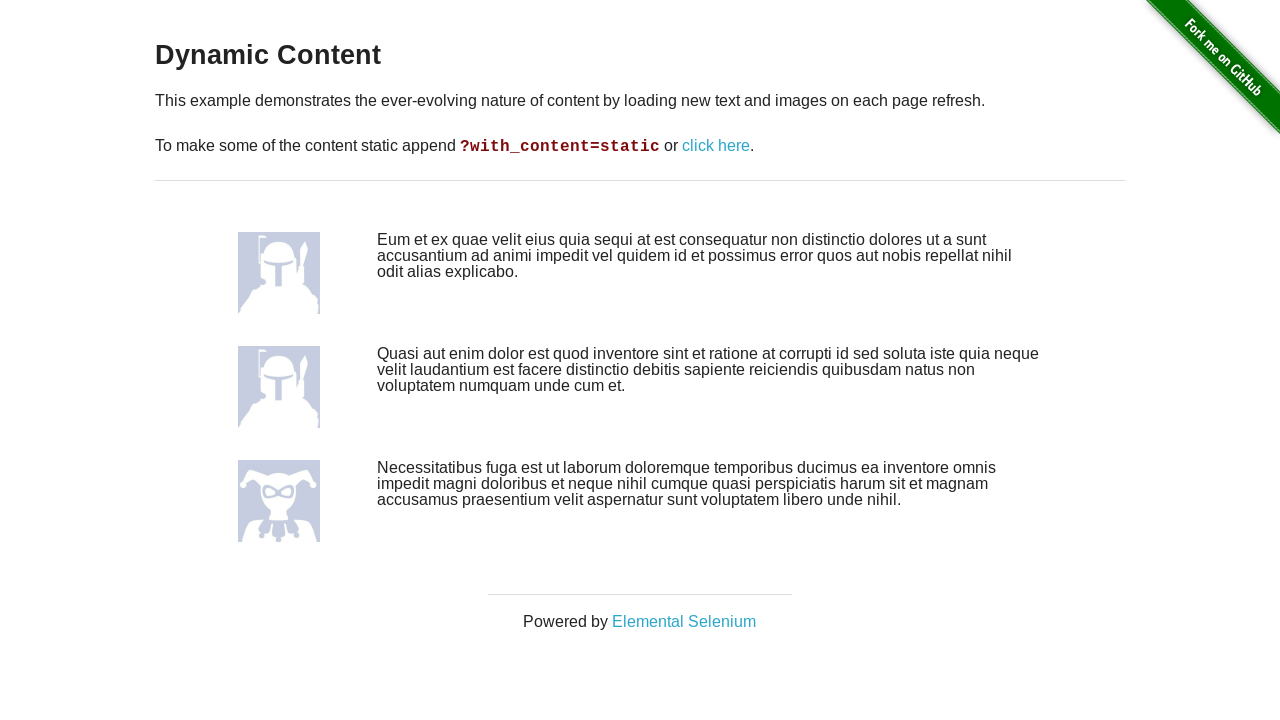 Fork me on GitHub
Dynamic Content
This example demonstrates the ever-evolving nature of content by loading new text and images on each page refresh.
To make some of the content static append ?with_content=static or click here.
Eum et ex quae velit eius quia sequi at est consequatur non distinctio dolores ut a sunt
accusantium ad animi impedit vel quidem id et possimus error quos aut nobis repellat nihil
odit alias explicabo.
Quasi aut enim dolor est quod inventore sint et ratione at corrupti id sed soluta iste quia neque
velit laudantium est facere distinctio debitis sapiente reiciendis quibusdam natus non
voluptatem numquam unde cum et.
Necessitatibus fuga est ut laborum doloremque temporibus ducimus ea inventore omnis
impedit magni doloribus et neque nihil cumque quasi perspiciatis harum sit et magnam
accusamus praesentium velit aspernatur sunt voluptatem libero unde nihil.
Powered by Elemental Selenium